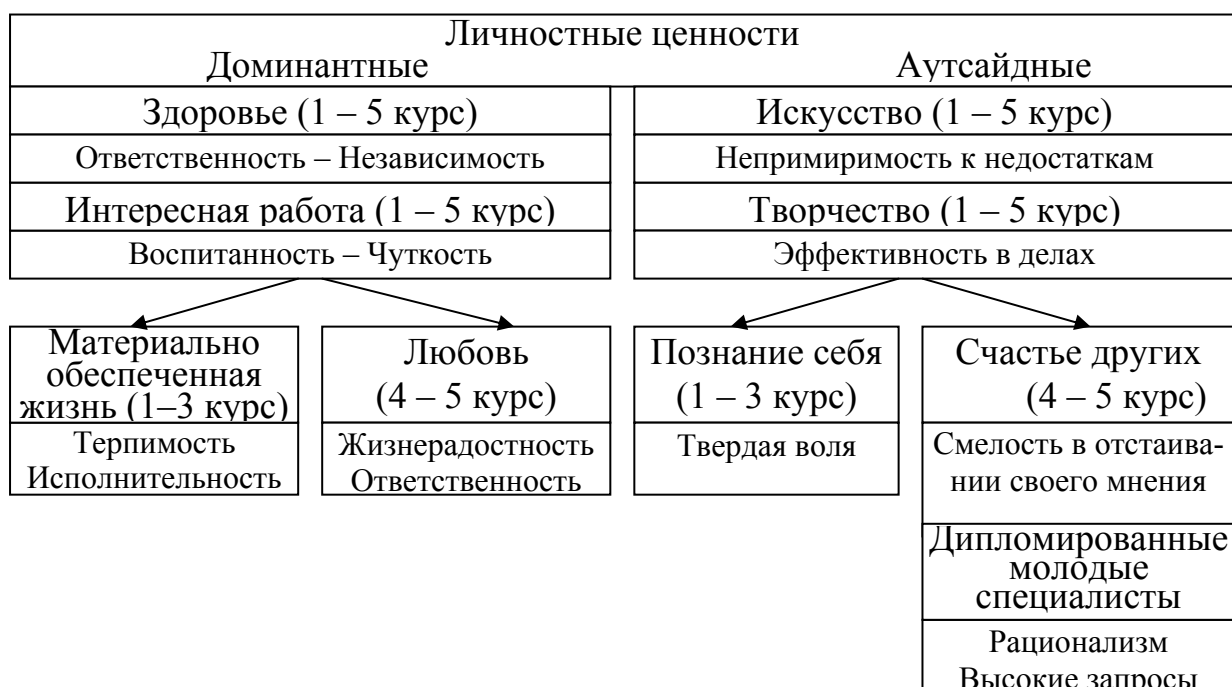 Личностные ценности
Доминантные
Аутсайдные
Здоровье (1 – 5 курс)
Ответственность – Независимость
Интересная работа (1 – 5 курс)
Воспитанность – Чуткость
Искусство (1 – 5 курс)
Непримиримость к недостаткам
Творчество (1 – 5 курс)
Эффективность в делах
Материально
обеспеченная
жизнь (1–3 курс)
Терпимость
Исполнительность
Любовь
(4 – 5 курс)
Жизнерадостность
Ответственность
Познание себя
(1 – 3 курс)
Твердая воля
Счастье других
(4 – 5 курс)
Смелость в отстаива-
нии своего мнения
Дипломированные
молодые
специалисты
Рационализм
Высокие запросы